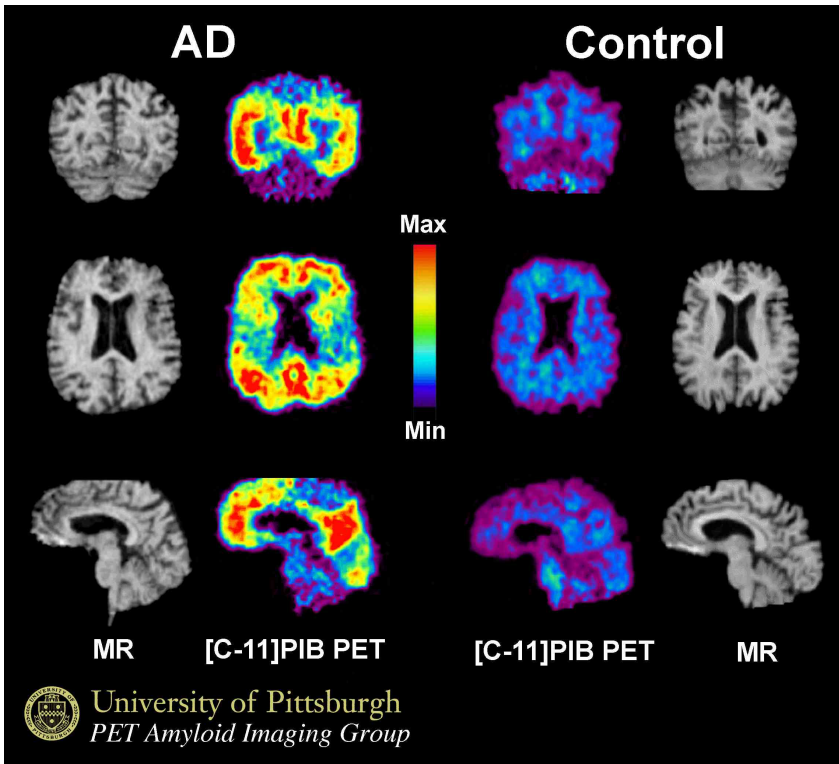 AD
Control
Max
Min
MR
[C-11]PIB PET
[C-11]PIB PET
MR
University of Pittsburgh
PET Amyloid Imaging Group